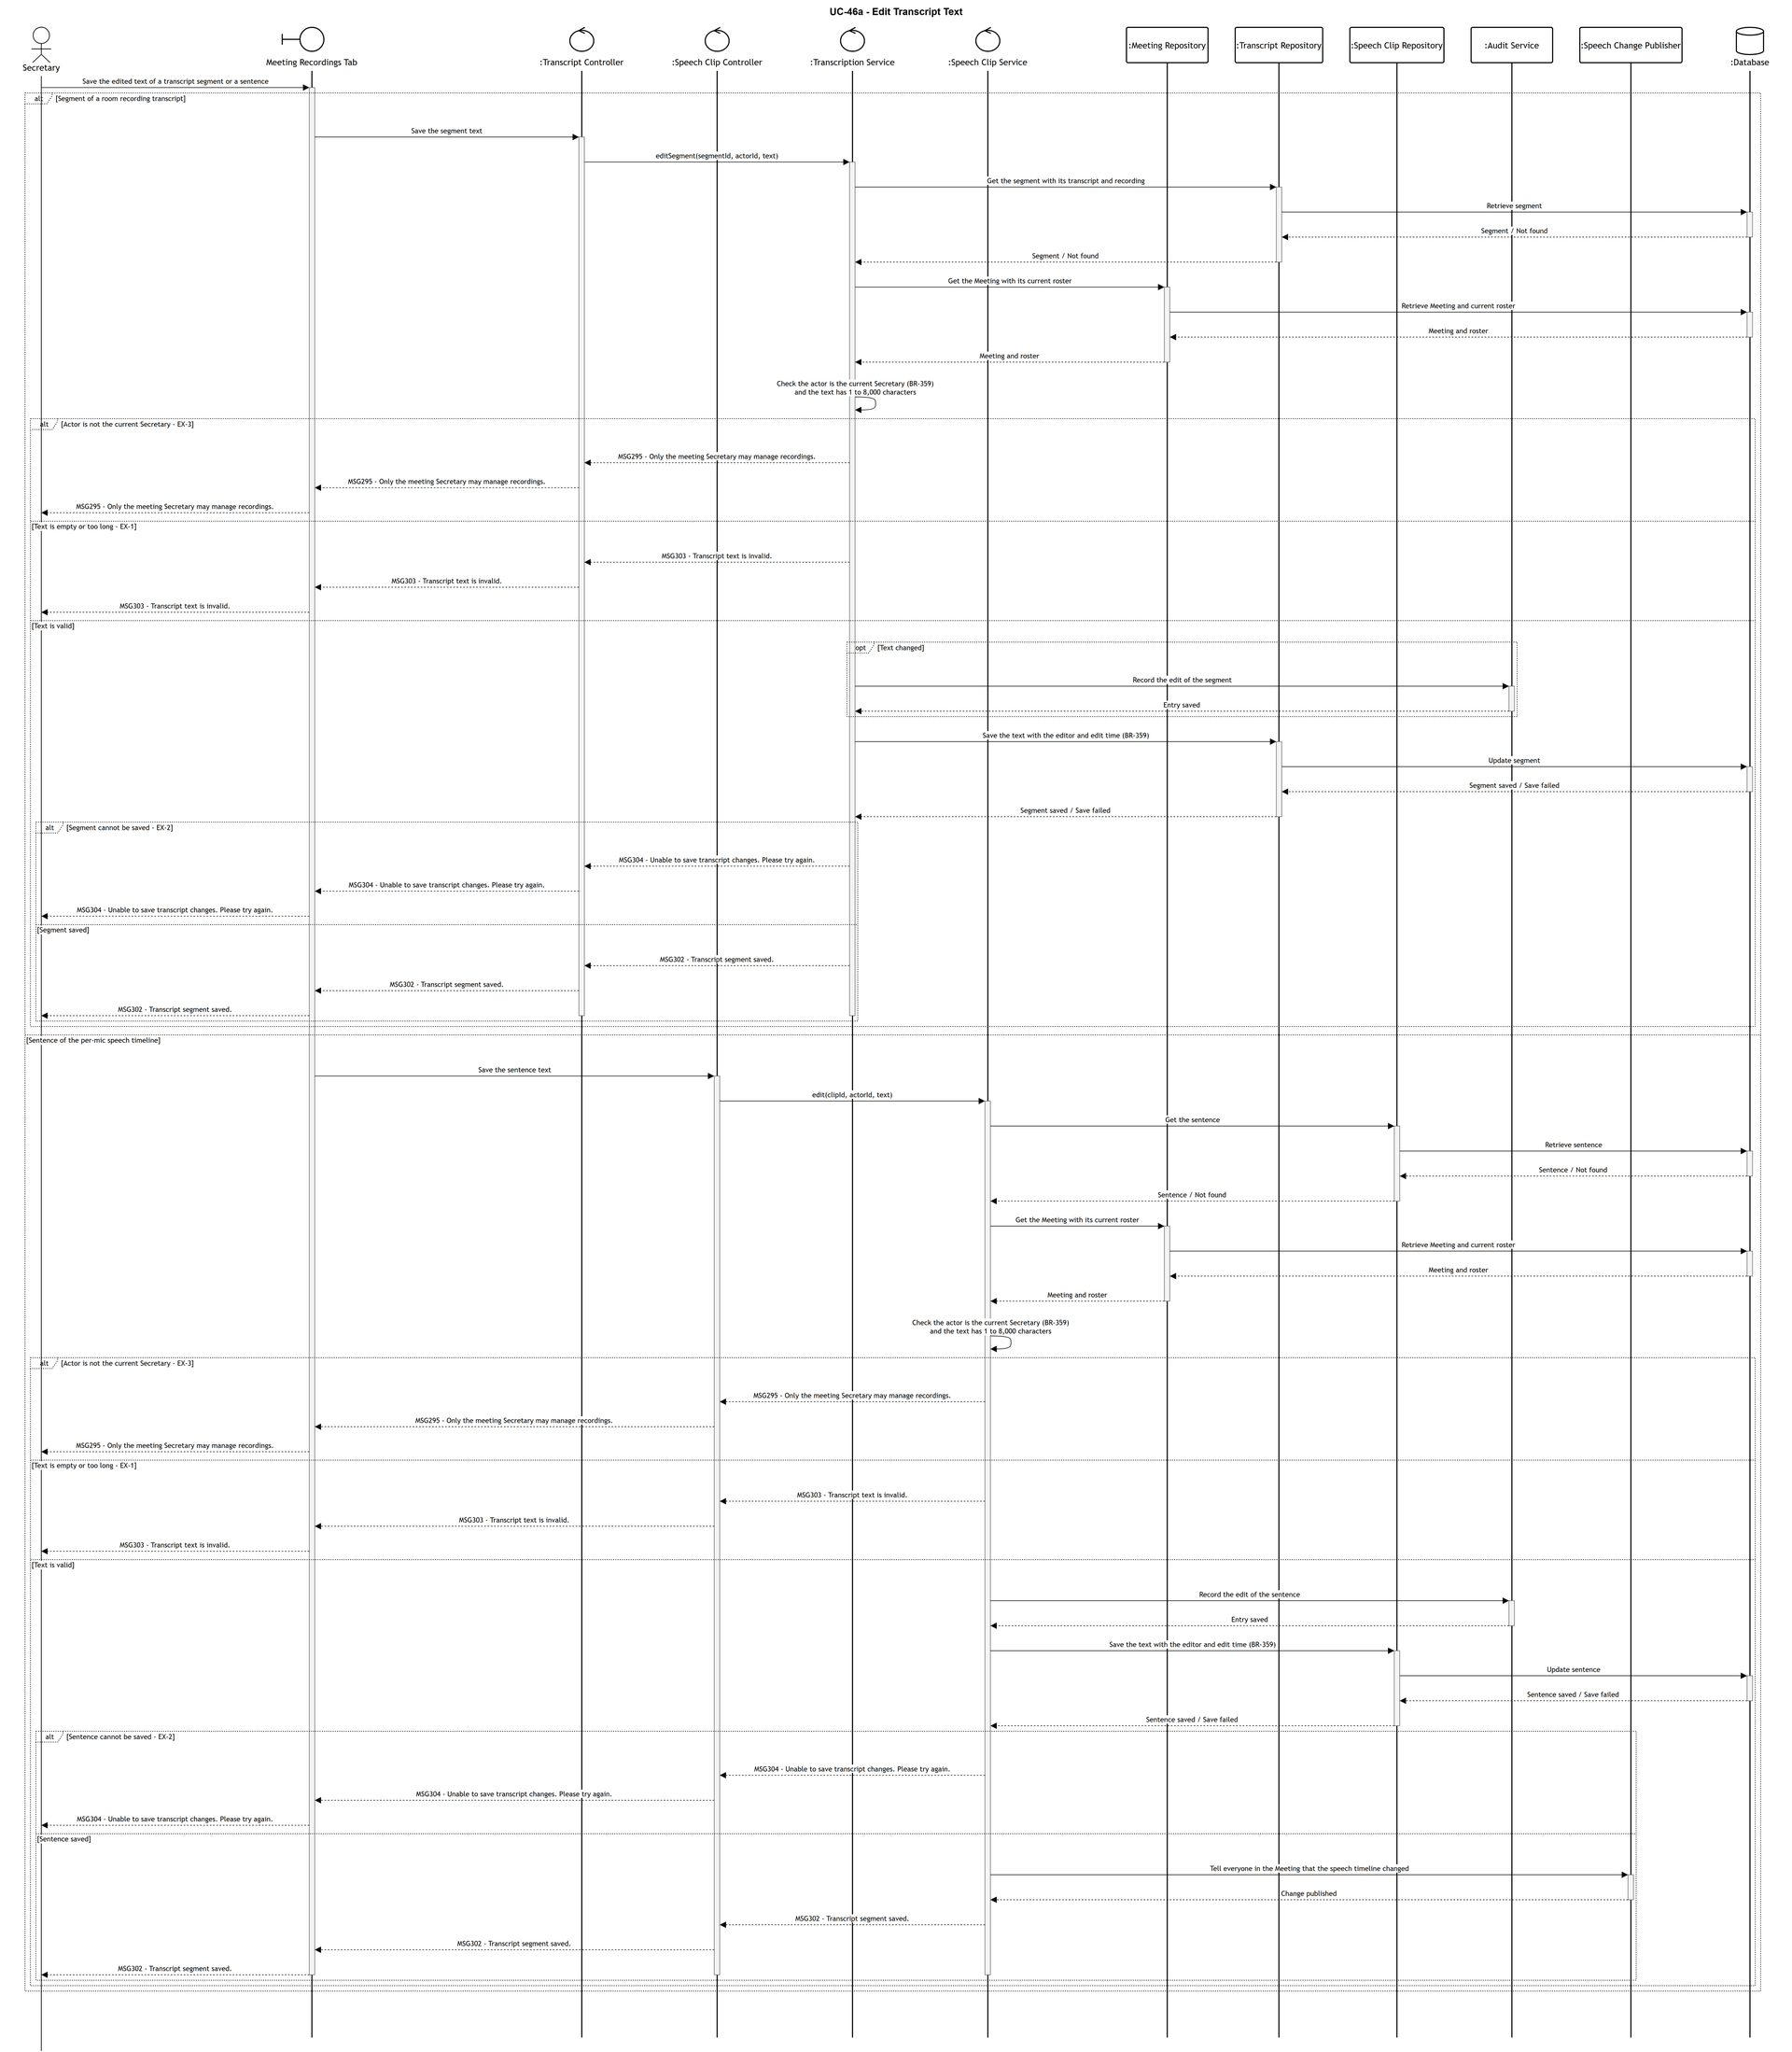 UC-46a - Edit Transcript Text
Secretary
Meeting Recordings Tab
:Transcript Controller
:Speech Clip Controller
:Transcription Service
:Speech Clip Service
:Meeting Repository
:Transcript Repository
:Speech Clip Repository
:Audit Service
:Speech Change Publisher
:Database
Save the edited text of a transcript segment or a sentence
alt [Segment of a room recording transcript]
Save the segment text
editSegment(segmentId, actorId, text)
Get the segment with its transcript and recording
Retrieve segment
Segment / Not found
Segment / Not found
Get the Meeting with its current roster
Retrieve Meeting and current roster
Meeting and roster
Meeting and roster
Check the actor is the current Secretary (BR-359)
and the text has 1 to 8,000 characters
alt [Actor is not the current Secretary - EX-3]
MSG295 - Only the meeting Secretary may manage recordings.
MSG295 - Only the meeting Secretary may manage recordings.
MSG295 - Only the meeting Secretary may manage recordings.
[Text is empty or too long - EX-1]
MSG303 - Transcript text is invalid.
MSG303 - Transcript text is invalid.
MSG303 - Transcript text is invalid.
[Text is valid]
opt [Text changed]
Record the edit of the segment
Entry saved
Save the text with the editor and edit time (BR-359)
Update segment
Segment saved / Save failed
Segment saved / Save failed
alt [Segment cannot be saved - EX-2]
MSG304 - Unable to save transcript changes. Please try again.
MSG304 - Unable to save transcript changes. Please try again.
MSG304 - Unable to save transcript changes. Please try again.
[Segment saved]
MSG302 - Transcript segment saved.
MSG302 - Transcript segment saved.
MSG302 - Transcript segment saved.
[Sentence of the per-mic speech timeline]
Save the sentence text
edit(clipId, actorId, text)
Get the sentence
Retrieve sentence
Sentence / Not found
Sentence / Not found
Get the Meeting with its current roster
Retrieve Meeting and current roster
Meeting and roster
Meeting and roster
Check the actor is the current Secretary (BR-359)
and the text has 1 to 8,000 characters
alt [Actor is not the current Secretary - EX-3]
MSG295 - Only the meeting Secretary may manage recordings.
MSG295 - Only the meeting Secretary may manage recordings.
MSG295 - Only the meeting Secretary may manage recordings.
[Text is empty or too long - EX-1]
MSG303 - Transcript text is invalid.
MSG303 - Transcript text is invalid.
MSG303 - Transcript text is invalid.
[Text is valid]
Record the edit of the sentence
Entry saved
Save the text with the editor and edit time (BR-359)
Update sentence
Sentence saved / Save failed
Sentence saved / Save failed
alt [Sentence cannot be saved - EX-2]
MSG304 - Unable to save transcript changes. Please try again.
MSG304 - Unable to save transcript changes. Please try again.
MSG304 - Unable to save transcript changes. Please try again.
[Sentence saved]
Tell everyone in the Meeting that the speech timeline changed
Change published
MSG302 - Transcript segment saved.
MSG302 - Transcript segment saved.
MSG302 - Transcript segment saved.